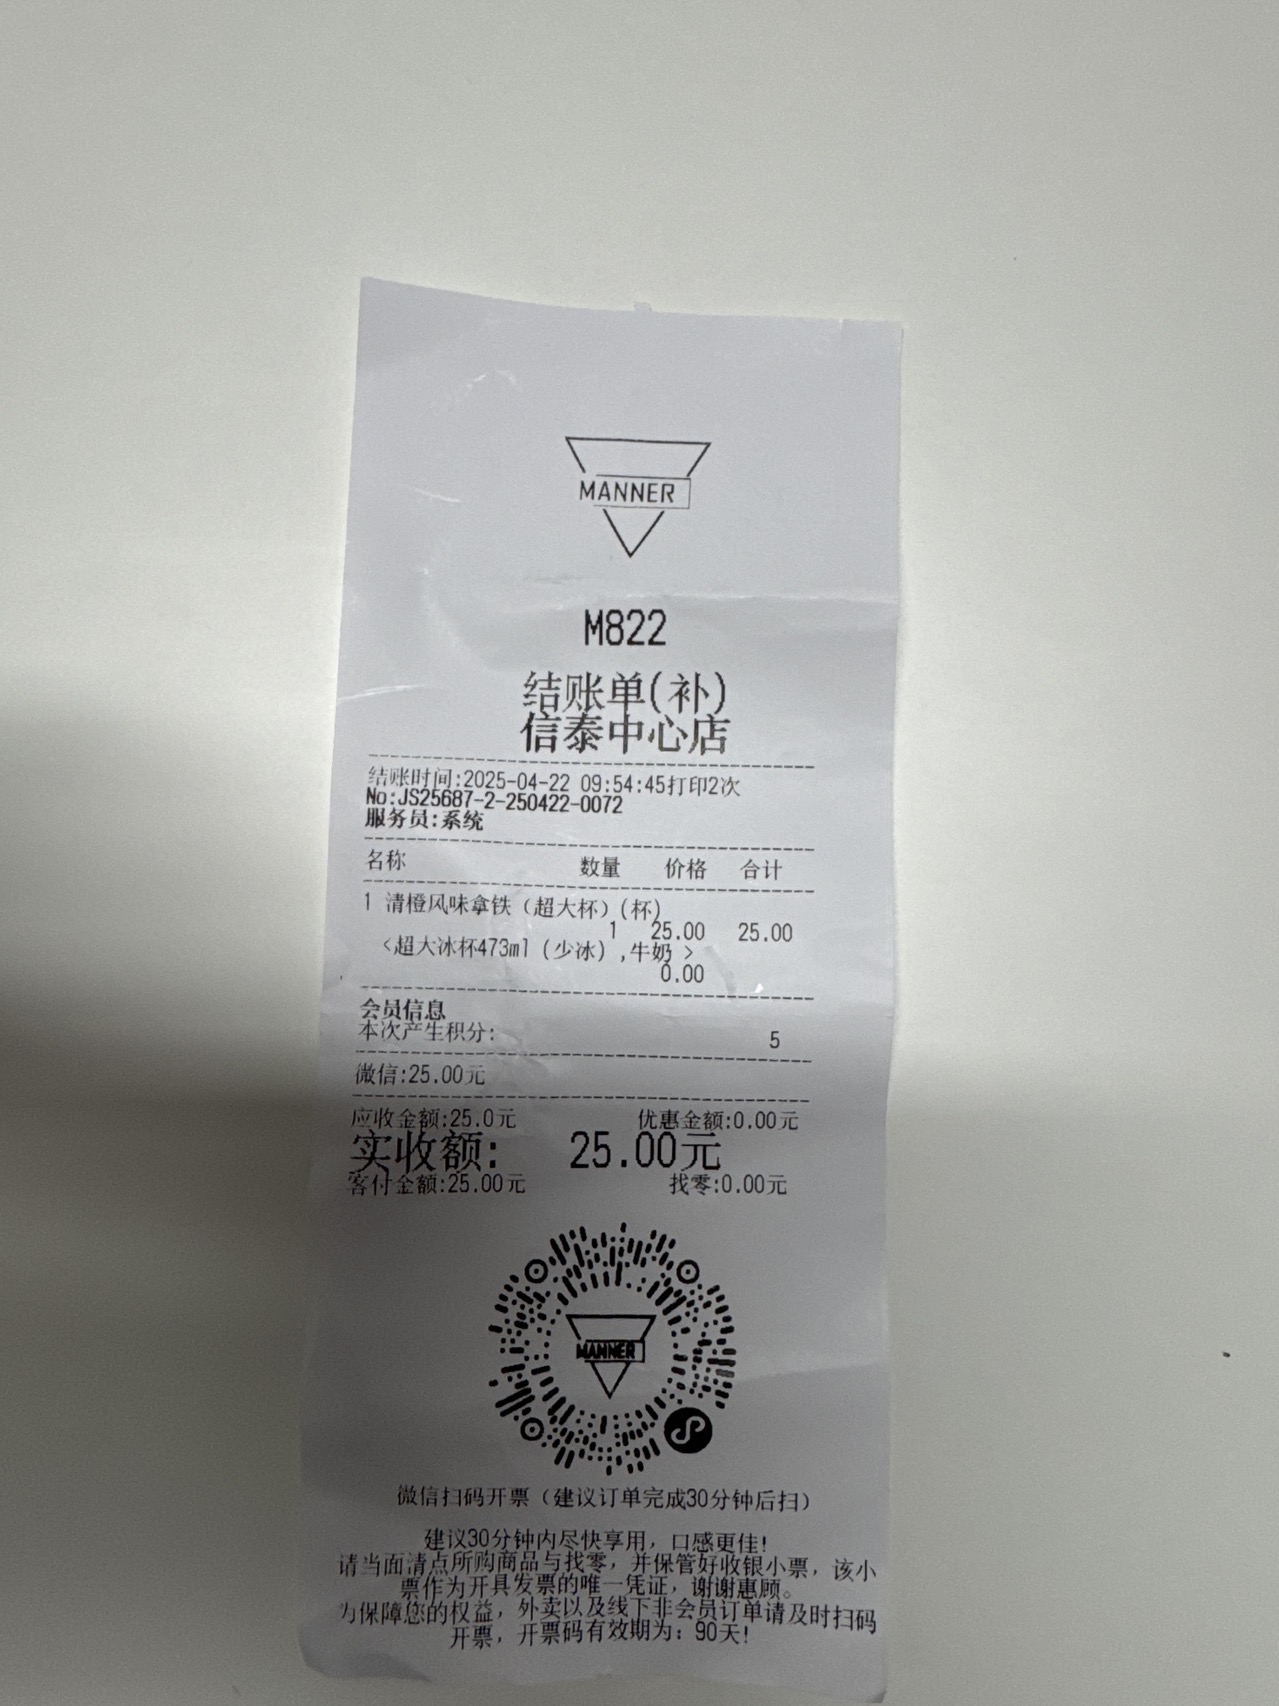 MANNER
M822
结账单(补)
信泰中心店
结账时间:2025-04-22 09:54:45打印2次
No:JS25687-2-250422-0072
服务员:系统
名称 数量 价格 合计
1 清橙风味拿铁（超大杯）(杯)
1 25.00 25.00
<超大冰杯473ml（少冰）,牛奶 >
0.00
会员信息
本次产生积分: 5
微信:25.00元
应收金额:25.0元 优惠金额:0.00元
实收额: 25.00元
客付金额:25.00元 找零:0.00元
MANNER
微信扫码开票（建议订单完成30分钟后扫）
建议30分钟内尽快享用，口感更佳!
请当面清点所购商品与找零，并保管好收银小票，该小
票作为开具发票的唯一凭证，谢谢惠顾。
为保障您的权益，外卖以及线下非会员订单请及时扫码
开票，开票码有效期为：90天!